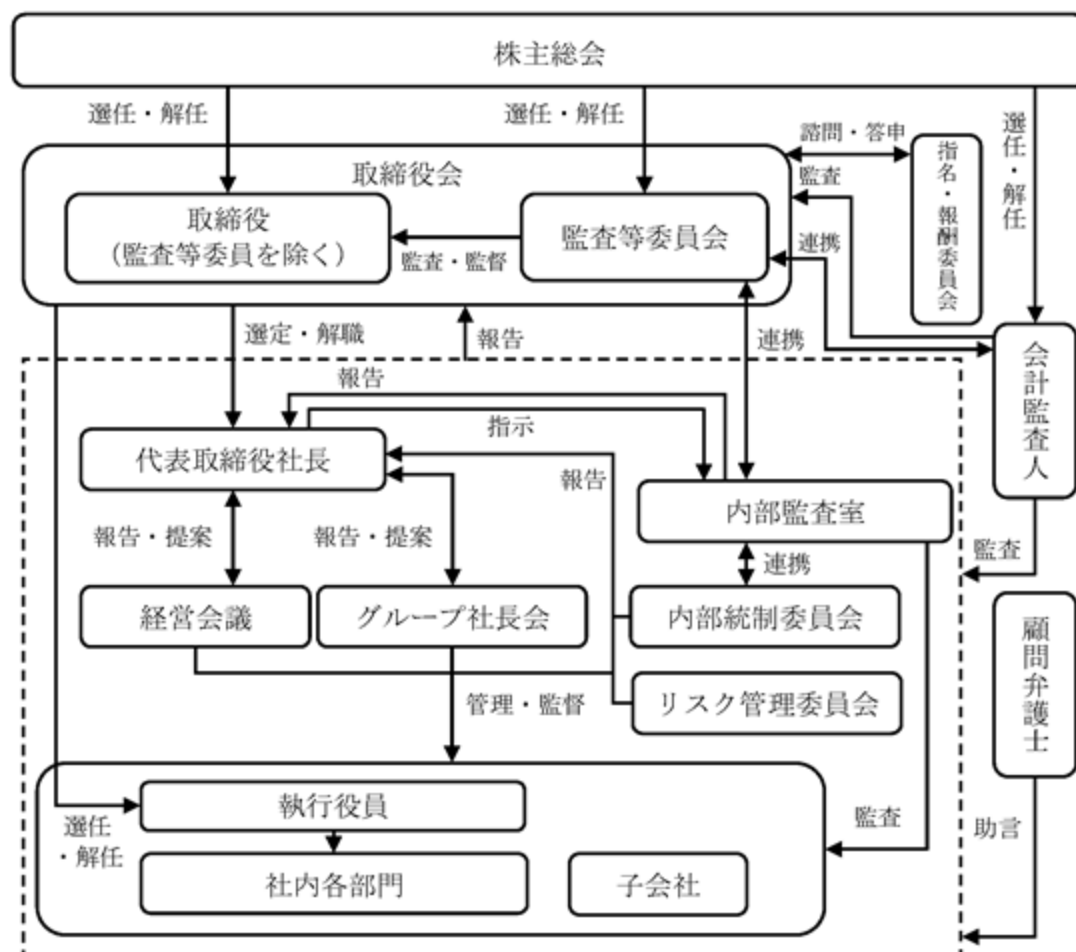 株主総会
選任・解任
選任・解任
選任・解任
諮問・答申
指名・報酬委員会
取締役会
監査
取締役
(監査等委員を除く)
監査等委員会
監査・監督
連携
選定・解職
報告
連携
会計監査人
報告
指示
代表取締役社長
報告
内部監査室
報告・提案
報告・提案
連携
監査
経営会議
グループ社長会
内部統制委員会
顧問弁護士
管理・監督
リスク管理委員会
執行役員
選任
・解任
監査
助言
社内各部門
子会社